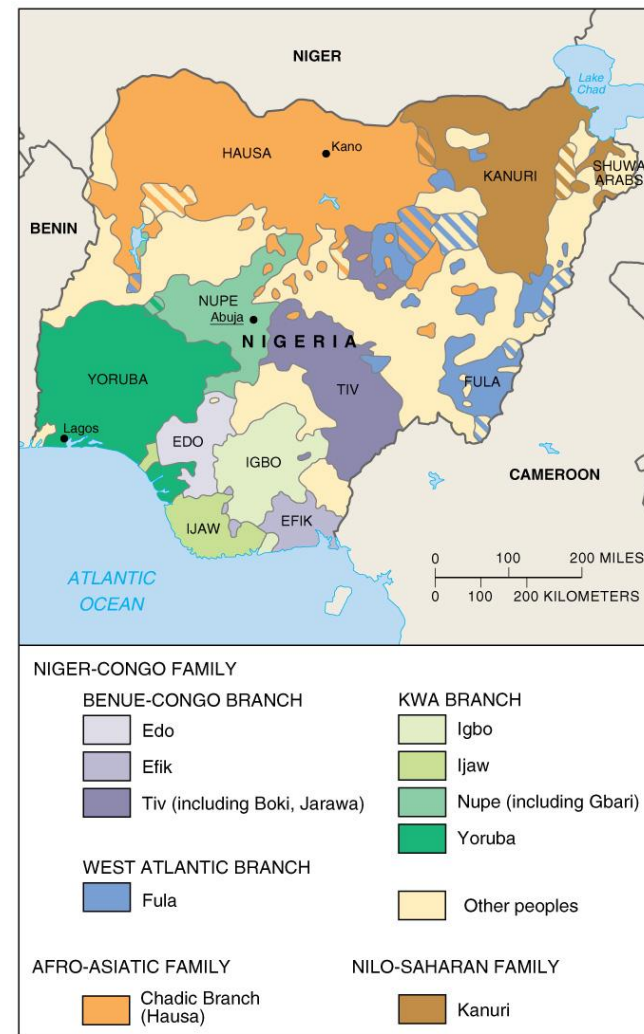 NIGER
Lake
Chad
HAUSA
Kano
KANURI
SHUWA
ARABS
BENIN
NUPE
Abuja
NIGERIA
YORUBA
TIV
FULA
Lagos
EDO
IGBO
CAMEROON
IJAW
EFIK
ATLANTIC
OCEAN
0 100 200 MILES
0 100 200 KILOMETERS
NIGER-CONGO FAMILY
BENUE-CONGO BRANCH
Edo
Efik
Tiv (including Boki, Jarawa)
KWA BRANCH
Igbo
Ijaw
Nupe (including Gbari)
Yoruba
WEST ATLANTIC BRANCH
Fula
Other peoples
AFRO-ASIATIC FAMILY
Chadic Branch
(Hausa)
NILO-SAHARAN FAMILY
Kanuri